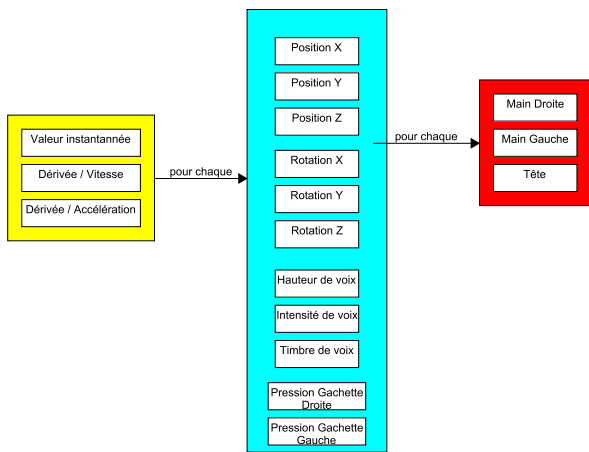 Valeur instantannée
Dérivée / Vitesse
Dérivée / Accélération
pour chaque
Position X
Position Y
Position Z
Rotation X
Rotation Y
Rotation Z
Hauteur de voix
Intensité de voix
Timbre de voix
Pression Gachette
Droite
Pression Gachette
Gauche
pour chaque
Main Droite
Main Gauche
Tête